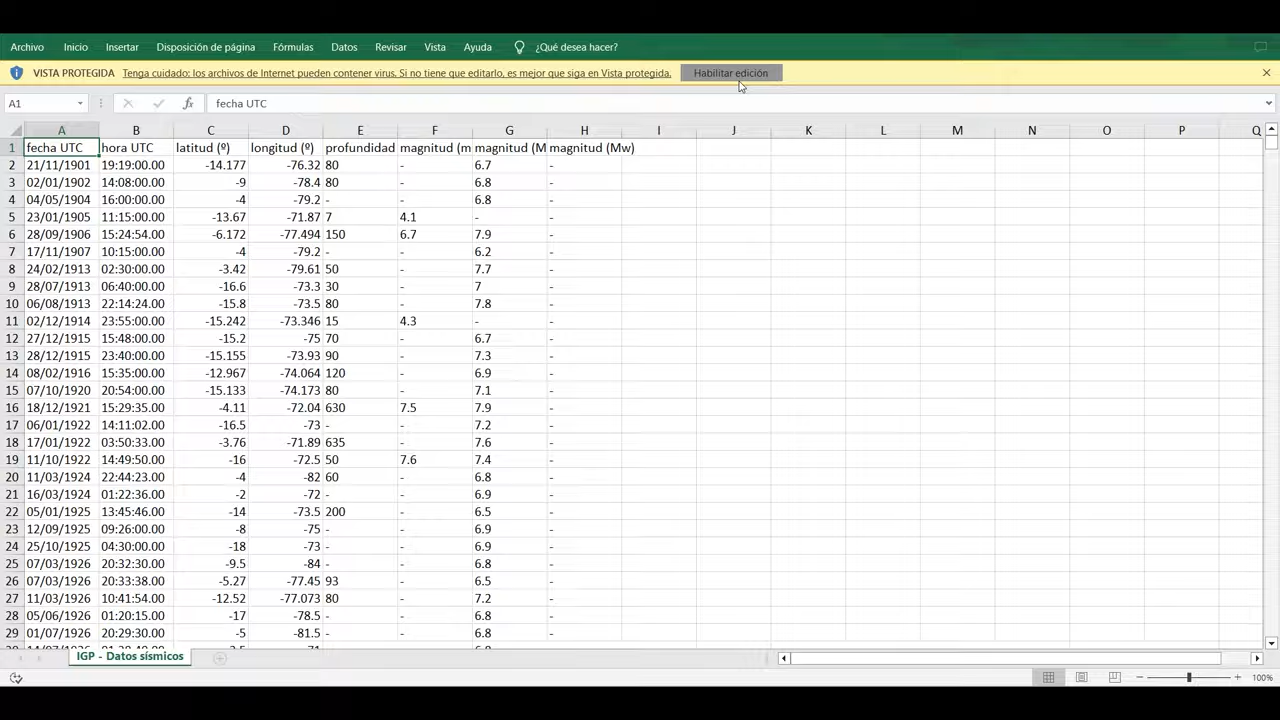 Archivo Inicio Insertar Disposición de página Fórmulas Datos Revisar Vista Ayuda ¿Qué desea hacer?
VISTA PROTEGIDA Tenga cuidado: los archivos de Internet pueden contener virus. Si no tiene que editarlo, es mejor que siga en Vista protegida. Habilitar edición
A1 fx fecha UTC
A B C D E F G H I J K L M N O P Q
1 fecha UTC hora UTC latitud (º) longitud (º) profundidad magnitud (m magnitud (M magnitud (Mw)
2 21/11/1901 19:19:00.00 -14.177 -76.32 80 - 6.7 -
3 02/01/1902 14:08:00.00 -9 -78.4 80 - 6.8 -
4 04/05/1904 16:00:00.00 -4 -79.2 - - 6.8 -
5 23/01/1905 11:15:00.00 -13.67 -71.87 7 4.1 - -
6 28/09/1906 15:24:54.00 -6.172 -77.494 150 6.7 7.9 -
7 17/11/1907 10:15:00.00 -4 -79.2 - - 6.2 -
8 24/02/1913 02:30:00.00 -3.42 -79.61 50 - 7.7 -
9 28/07/1913 06:40:00.00 -16.6 -73.3 30 - 7 -
10 06/08/1913 22:14:24.00 -15.8 -73.5 80 - 7.8 -
11 02/12/1914 23:55:00.00 -15.242 -73.346 15 4.3 - -
12 27/12/1915 15:48:00.00 -15.2 -75 70 - 6.7 -
13 28/12/1915 23:40:00.00 -15.155 -73.93 90 - 7.3 -
14 08/02/1916 15:35:00.00 -12.967 -74.064 120 - 6.9 -
15 07/10/1920 20:54:00.00 -15.133 -74.173 80 - 7.1 -
16 18/12/1921 15:29:35.00 -4.11 -72.04 630 7.5 7.9 -
17 06/01/1922 14:11:02.00 -16.5 -73 - - 7.2 -
18 17/01/1922 03:50:33.00 -3.76 -71.89 635 - 7.6 -
19 11/10/1922 14:49:50.00 -16 -72.5 50 7.6 7.4 -
20 11/03/1924 22:44:23.00 -4 -82 60 - 6.8 -
21 16/03/1924 01:22:36.00 -2 -72 - - 6.9 -
22 05/01/1925 13:45:46.00 -14 -73.5 200 - 6.5 -
23 12/09/1925 09:26:00.00 -8 -75 - - 6.9 -
24 25/10/1925 04:30:00.00 -18 -73 - - 6.9 -
25 07/03/1926 20:32:30.00 -9.5 -84 - - 6.8 -
26 07/03/1926 20:33:38.00 -5.27 -77.45 93 - 6.5 -
27 11/03/1926 10:41:54.00 -12.52 -77.073 80 - 7.2 -
28 05/06/1926 01:20:15.00 -17 -78.5 - - 6.8 -
29 01/07/1926 20:29:30.00 -5 -81.5 - - 6.8 -
IGP - Datos sísmicos
100%